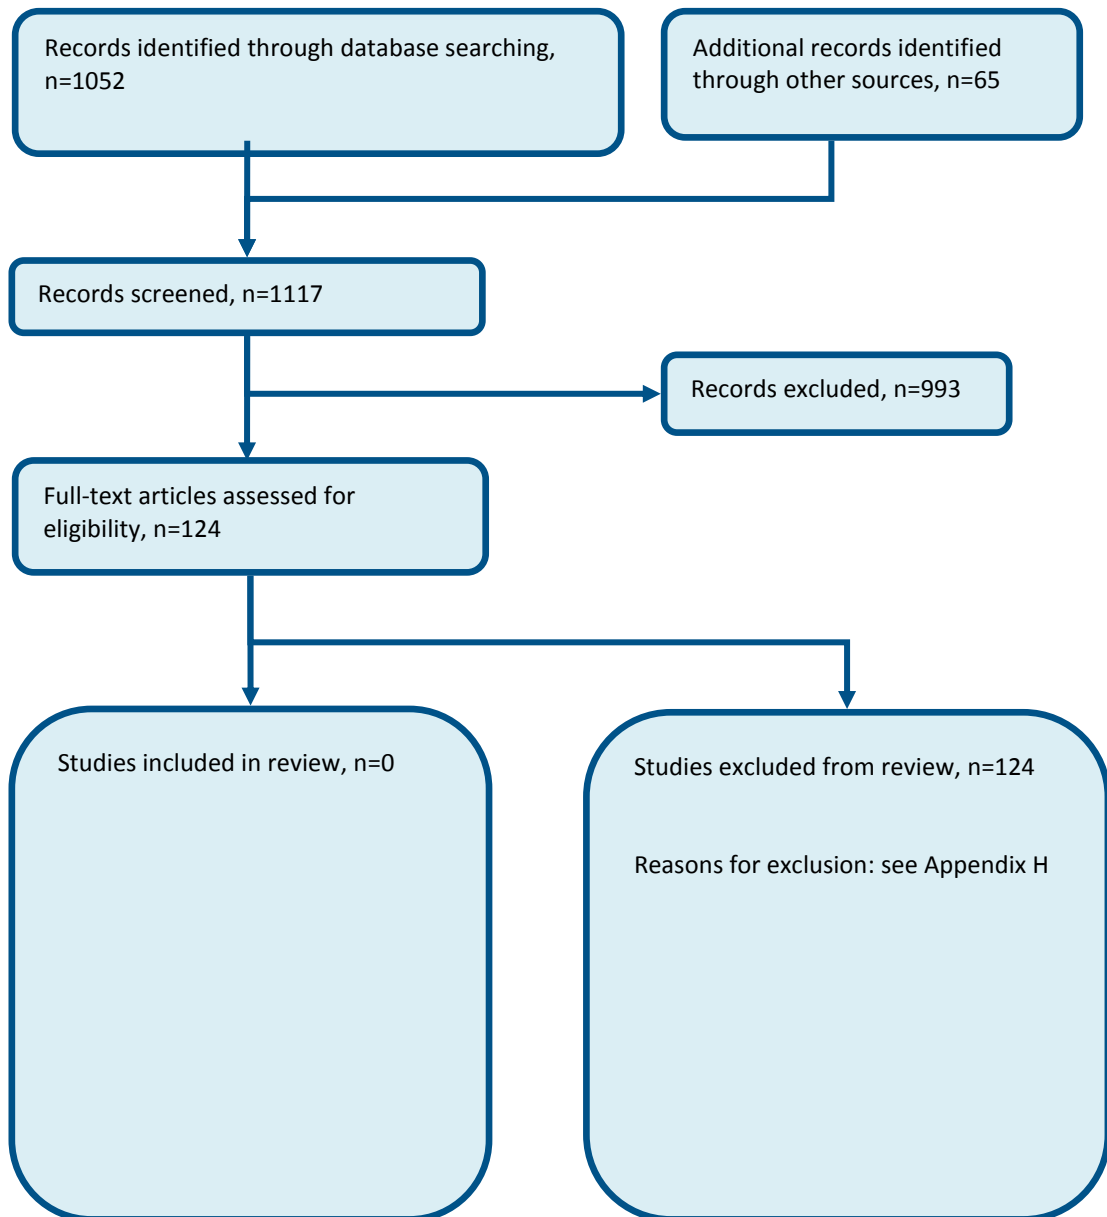 Records identified through database searching,
n=1052
Additional records identified
through other sources, n=65
Records screened, n=1117
Records excluded, n=993
Full-text articles assessed for
eligibility, n=124
Studies included in review, n=0
Studies excluded from review, n=124
Reasons for exclusion: see Appendix H